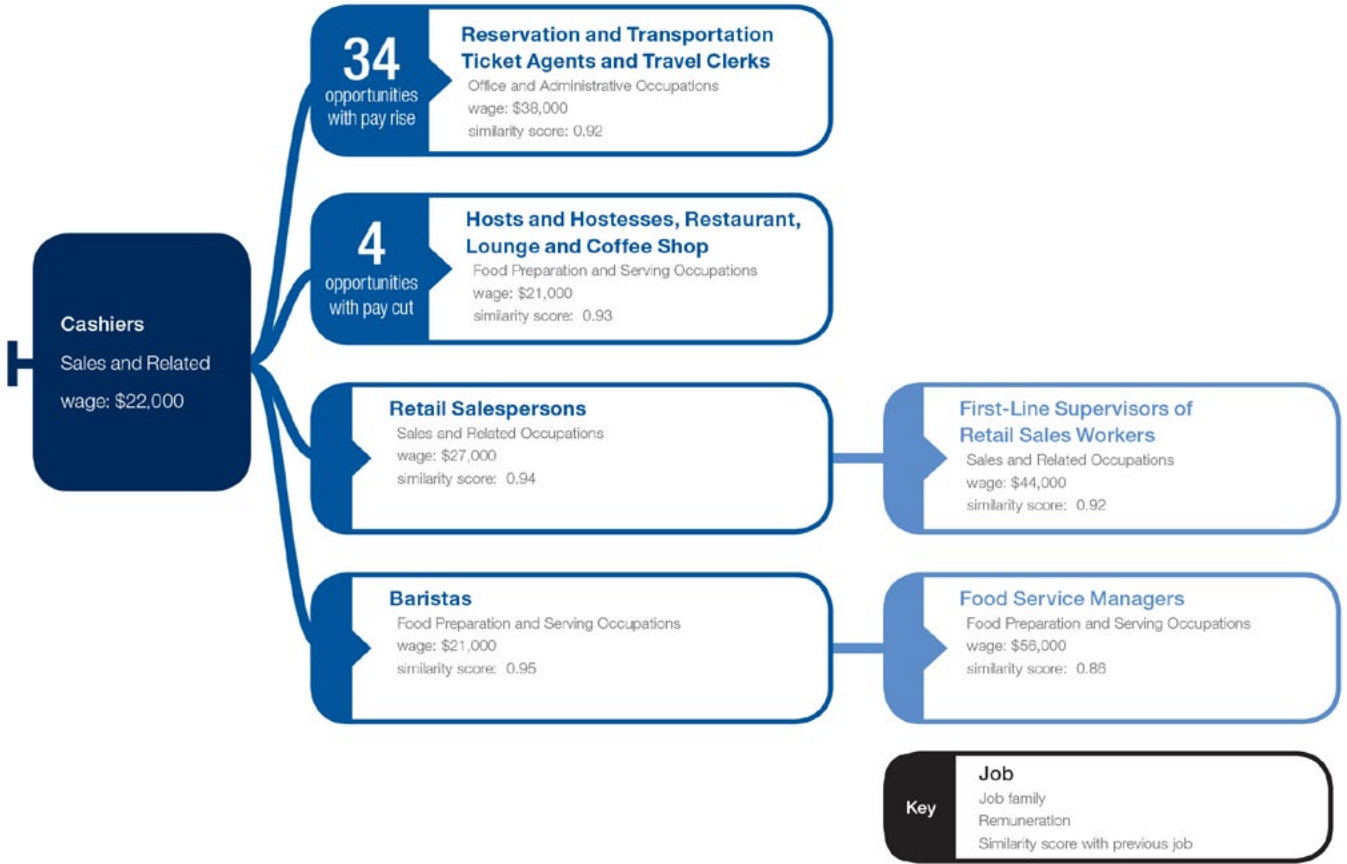 Cashiers
Sales and Related
wage: $22,000
34
opportunities
with pay rise
Reservation and Transportation
Ticket Agents and Travel Clerks
Office and Administrative Occupations
wage: $38,000
similarity score: 0.92
4
opportunities
with pay cut
Hosts and Hostesses, Restaurant,
Lounge and Coffee Shop
Food Preparation and Serving Occupations
wage: $21,000
similarity score: 0.93
Retail Salespersons
Sales and Related Occupations
wage: $27,000
similarity score: 0.94
First-Line Supervisors of
Retail Sales Workers
Sales and Related Occupations
wage: $44,000
similarity score: 0.92
Baristas
Food Preparation and Serving Occupations
wage: $21,000
similarity score: 0.95
Food Service Managers
Food Preparation and Serving Occupations
wage: $56,000
similarity score: 0.86
Key
Job
Job family
Remuneration
Similarity score with previous job